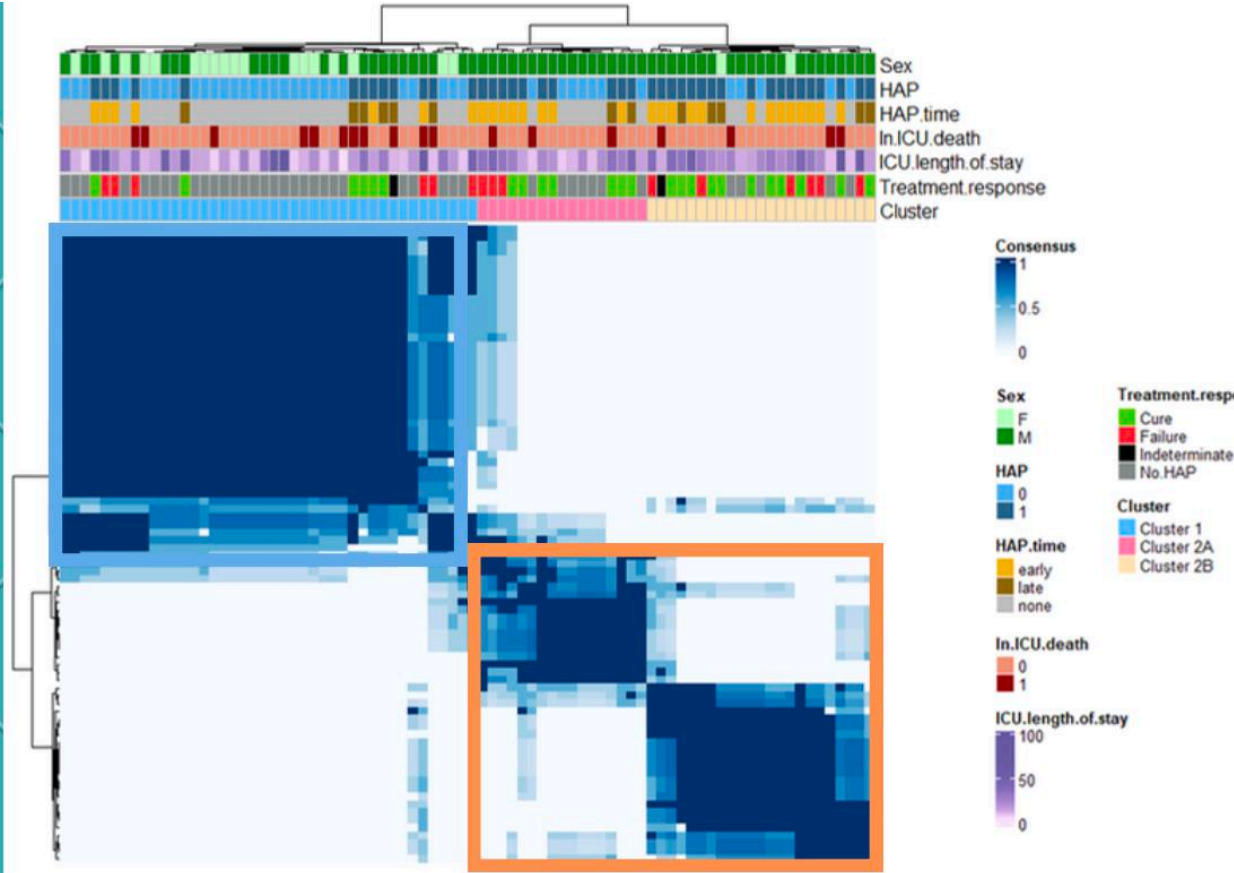 Sex
HAP
HAP.time
In.ICU.death
ICU.length.of.stay
Treatment.response
Cluster
Consensus
1
0.5
0
Sex
F
M
HAP
0
1
HAP.time
early
late
none
In.ICU.death
0
1
ICU.length.of.stay
100
50
0
Treatment.respo
Cure
Failure
Indeterminate
No.HAP
Cluster
Cluster 1
Cluster 2A
Cluster 2B